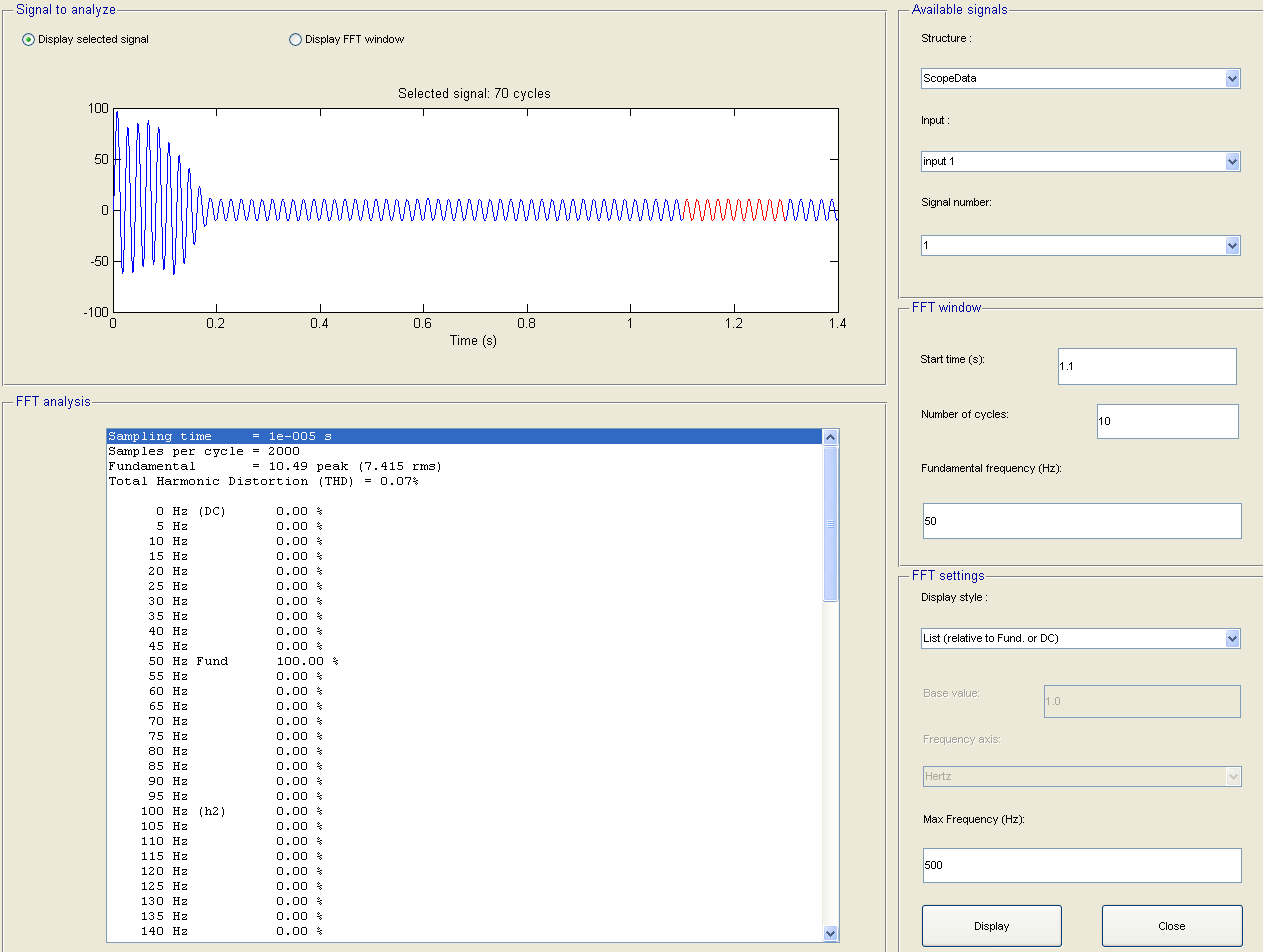 Signal to analyze
Display selected signal
Display FFT window
Selected signal: 70 cycles
100
50
0
-50
-100
0 0.2 0.4 0.6 0.8 1 1.2 1.4
Time (s)
FFT analysis
Sampling time = 1e-005 s
Samples per cycle = 2000
Fundamental = 10.49 peak (7.415 rms)
Total Harmonic Distortion (THD) = 0.07%
0 Hz (DC) 0.00 %
5 Hz 0.00 %
10 Hz 0.00 %
15 Hz 0.00 %
20 Hz 0.00 %
25 Hz 0.00 %
30 Hz 0.00 %
35 Hz 0.00 %
40 Hz 0.00 %
45 Hz 0.00 %
50 Hz Fund 100.00 %
55 Hz 0.00 %
60 Hz 0.00 %
65 Hz 0.00 %
70 Hz 0.00 %
75 Hz 0.00 %
80 Hz 0.00 %
85 Hz 0.00 %
90 Hz 0.00 %
95 Hz 0.00 %
100 Hz (h2) 0.00 %
105 Hz 0.00 %
110 Hz 0.00 %
115 Hz 0.00 %
120 Hz 0.00 %
125 Hz 0.00 %
130 Hz 0.00 %
135 Hz 0.00 %
140 Hz 0.00 %
Available signals
Structure :
ScopeData
Input :
input 1
Signal number:
1
FFT window
Start time (s):
1.1
Number of cycles:
10
Fundamental frequency (Hz):
50
FFT settings
Display style :
List (relative to Fund. or DC)
Base value:
1.0
Frequency axis:
Hertz
Max Frequency (Hz):
500
Display
Close